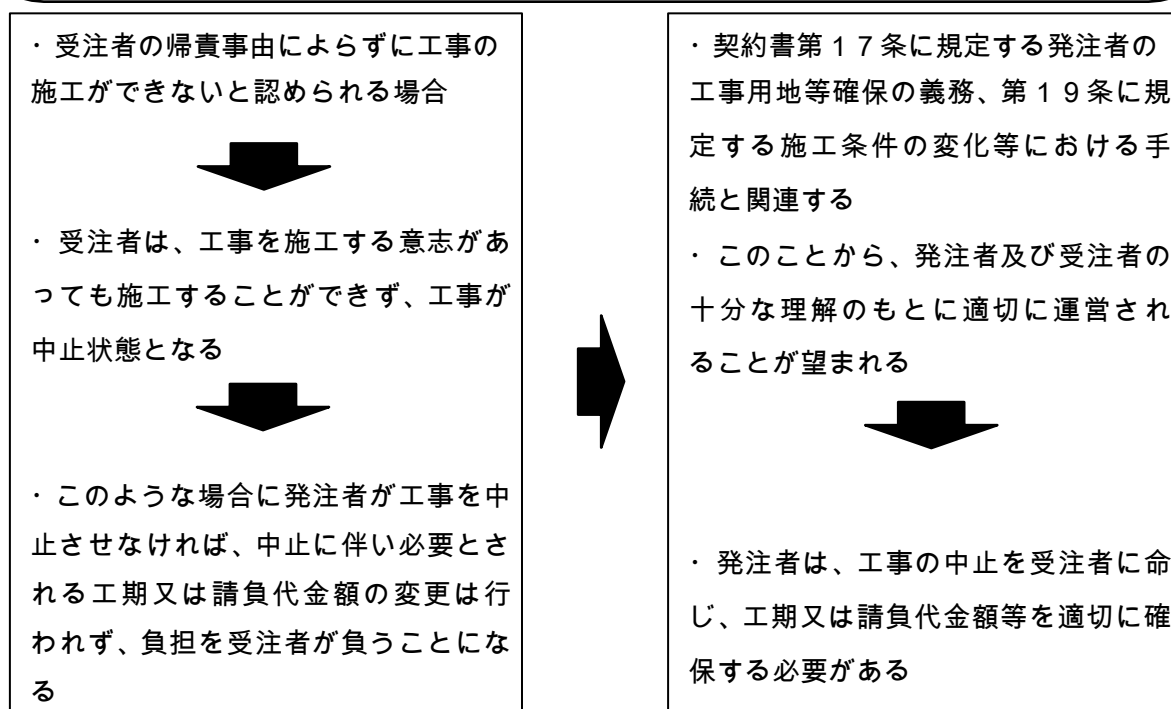 ・受注者の帰責事由によらずに工事の
施工ができないと認められる場合
・受注者は、工事を施工する意志があ
っても施工することができず、工事が
中止状態となる
・このような場合に発注者が工事を中
止させなければ、中止に伴い必要とさ
れる工期又は請負代金額の変更は行
われず、負担を受注者が負うことにな
る
・契約書第１７条に規定する発注者の
工事用地等確保の義務、第１９条に規
定する施工条件の変化等における手
続と関連する
・このことから、発注者及び受注者の
十分な理解のもとに適切に運営され
ることが望まれる
・発注者は、工事の中止を受注者に命
じ、工期又は請負代金額等を適切に確
保する必要がある